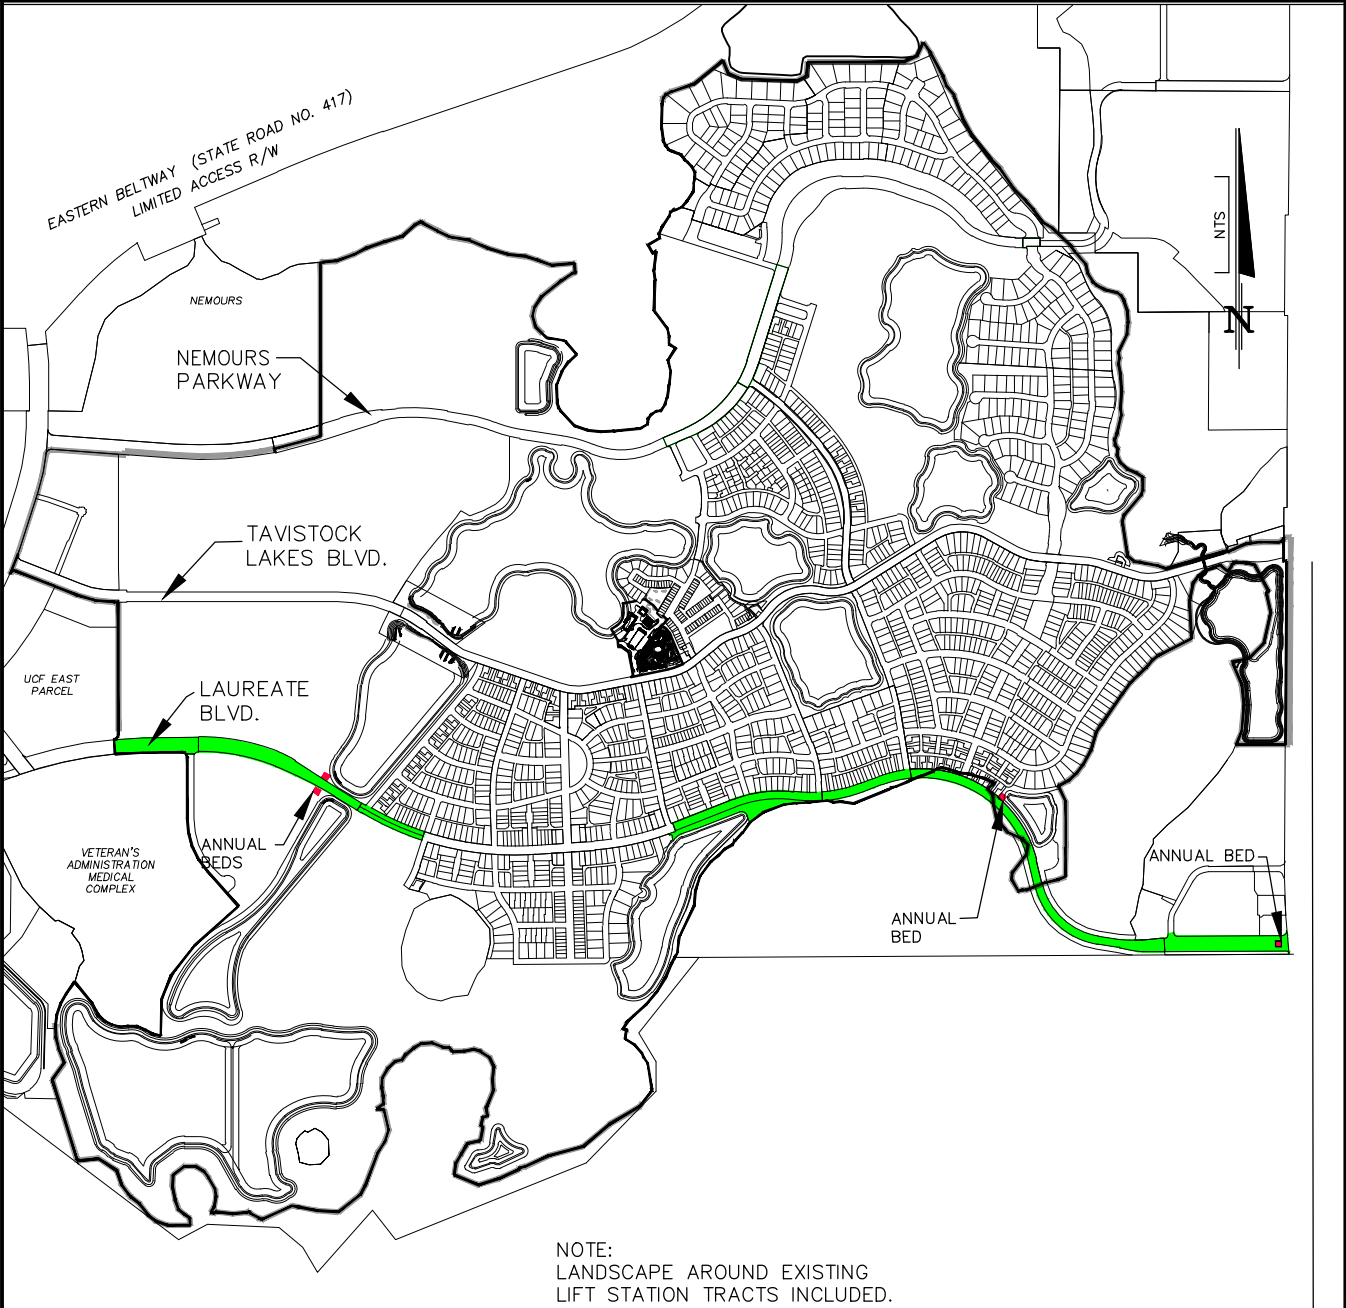 EASTERN BELTWAY (STATE ROAD NO. 417)
LIMITED ACCESS R/W
NTS
N
NEMOURS
NEMOURS
PARKWAY
TAVISTOCK
LAKES BLVD.
UCF EAST
PARCEL
LAUREATE
BLVD.
ANNUAL
BEDS
VETERAN'S
ADMINISTRATION
MEDICAL
COMPLEX
ANNUAL BED
ANNUAL
BED
NOTE:
LANDSCAPE AROUND EXISTING
LIFT STATION TRACTS INCLUDED.